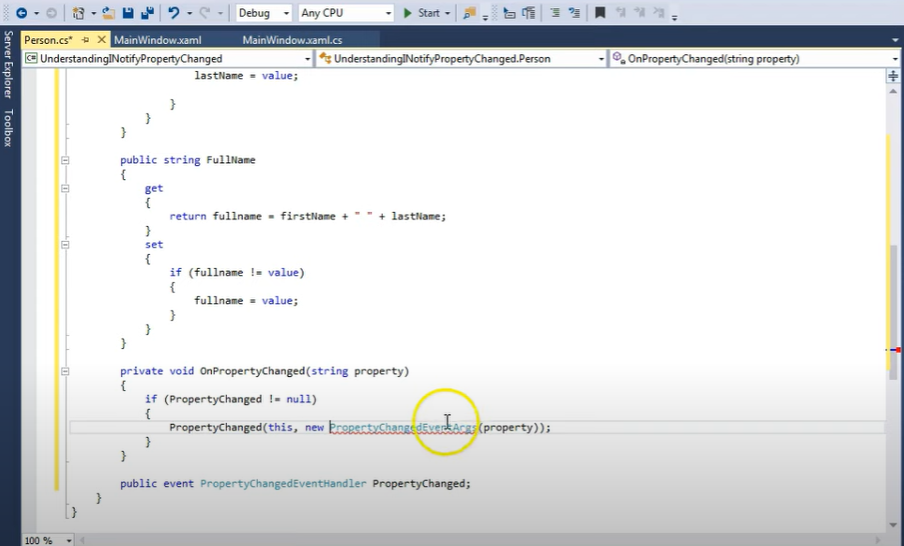 Debug Any CPU Start
Person.cs* MainWindow.xaml MainWindow.xaml.cs
Server Explorer
Toolbox
UnderstandingINotifyPropertyChanged UnderstandingINotifyPropertyChanged.Person OnPropertyChanged(string property)
lastName = value;
}
}
}
public string FullName
{
get
{
return fullname = firstName + " " + lastName;
}
set
{
if (fullname != value)
{
fullname = value;
}
}
}
private void OnPropertyChanged(string property)
{
if (PropertyChanged != null)
{
PropertyChanged(this, new PropertyChangedEventArgs(property));
}
}
public event PropertyChangedEventHandler PropertyChanged;
}
}
100 %